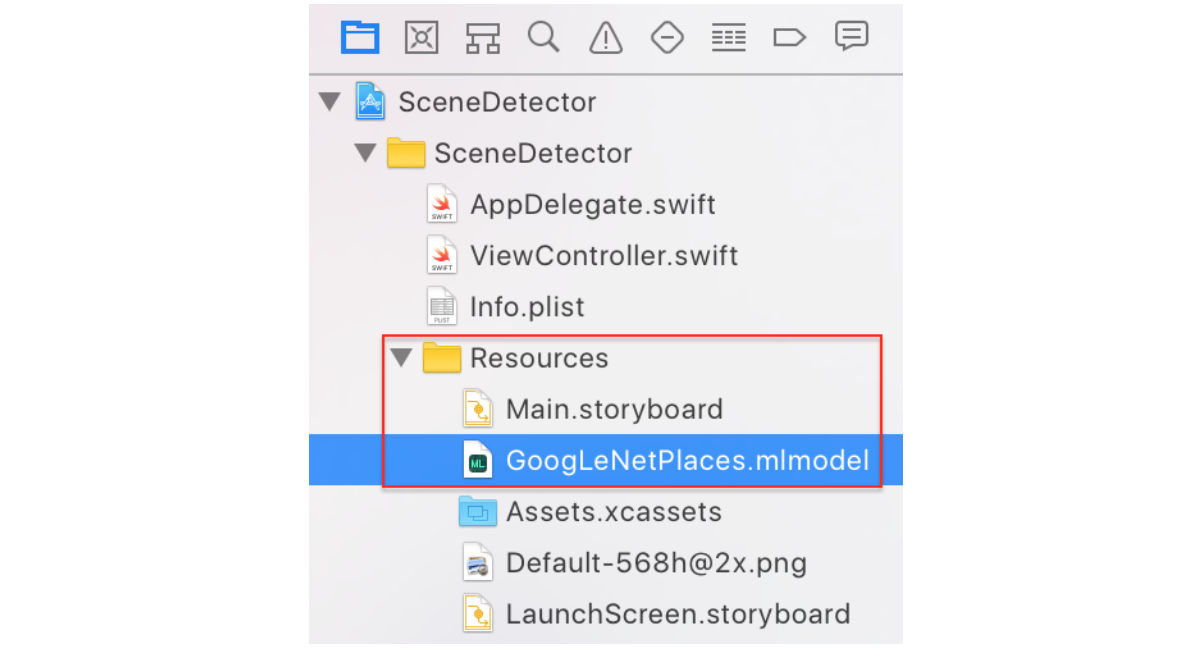 SceneDetector
SceneDetector
SWIFT
AppDelegate.swift
SWIFT
ViewController.swift
PLIST
Info.plist
Resources
Main.storyboard
ML
GoogLeNetPlaces.mlmodel
Assets.xcassets
Default-568h@2x.png
LaunchScreen.storyboard